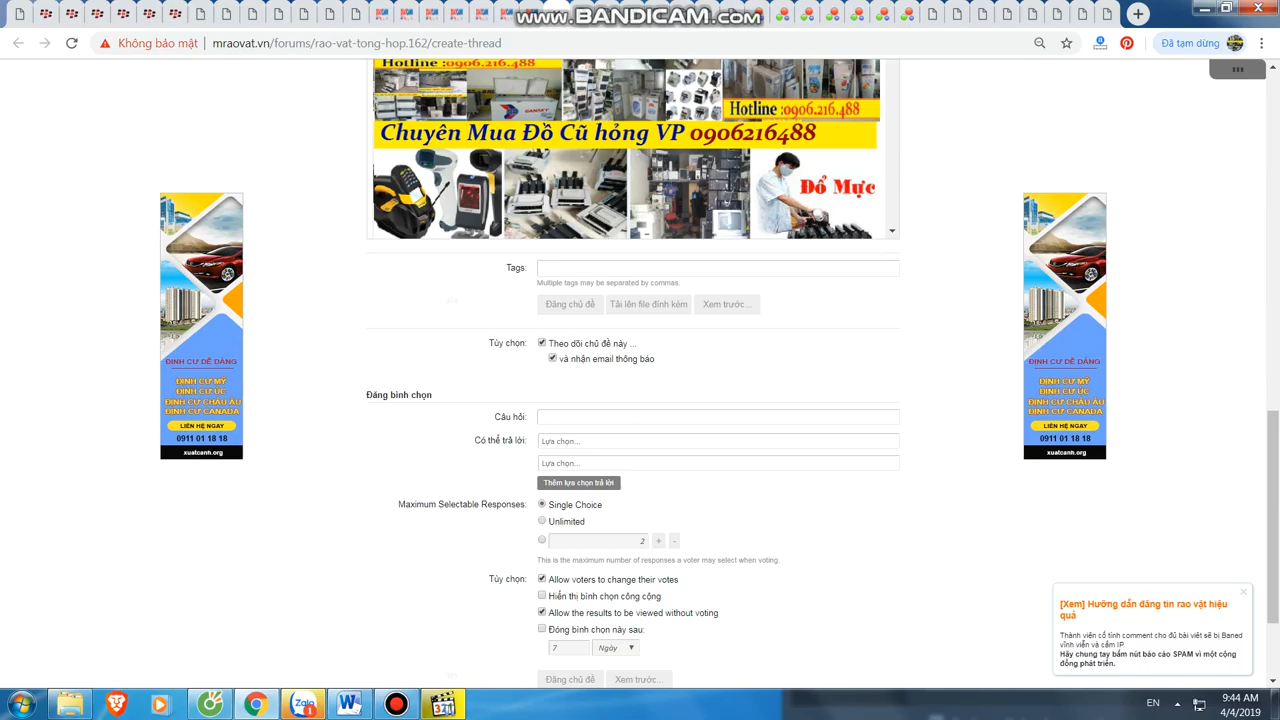 www.BANDICAM.com
Không bảo mật
mraovat.vn/forums/rao-vat-tong-hop.162/create-thread
Đã tạm dừng
Hotline :0906.216.488
Hotline :0906.216.488
Chuyên Mua Đồ Cũ hỏng VP 0906216488
Đổ Mực
Tags:
Multiple tags may be separated by commas.
Đăng chủ đề
Tải lên file đính kèm
Xem trước...
Tùy chọn:
Theo dõi chủ đề này ...
và nhận email thông báo
Đăng bình chọn
Câu hỏi:
Có thể trả lời:
Lựa chọn...
Lựa chọn...
Thêm lựa chọn trả lời
Maximum Selectable Responses:
Single Choice
Unlimited
2
+
-
This is the maximum number of responses a voter may select when voting.
Tùy chọn:
Allow voters to change their votes
Hiển thị bình chọn công cộng
Allow the results to be viewed without voting
Đóng bình chọn này sau:
7
Ngày
Đăng chủ đề
Xem trước...
ĐỊNH CƯ DỄ DÀNG
ĐỊNH CƯ MỸ
ĐỊNH CƯ ÚC
ĐỊNH CƯ CHÂU ÂU
ĐỊNH CƯ CANADA
LIÊN HỆ NGAY
0911 01 18 18
xuatcanh.org
ĐỊNH CƯ DỄ DÀNG
ĐỊNH CƯ MỸ
ĐỊNH CƯ ÚC
ĐỊNH CƯ CHÂU ÂU
ĐỊNH CƯ CANADA
LIÊN HỆ NGAY
0911 01 18 18
xuatcanh.org
[Xem] Hướng dẫn đăng tin rao vặt hiệu
quả
Thành viên cố tình comment cho đủ bài viết sẽ bị Baned
vĩnh viễn và cấm IP.
Hãy chung tay bấm nút báo cáo SPAM vì một cộng
đồng phát triển.
Zalo
1
321
EN
9:44 AM
4/4/2019